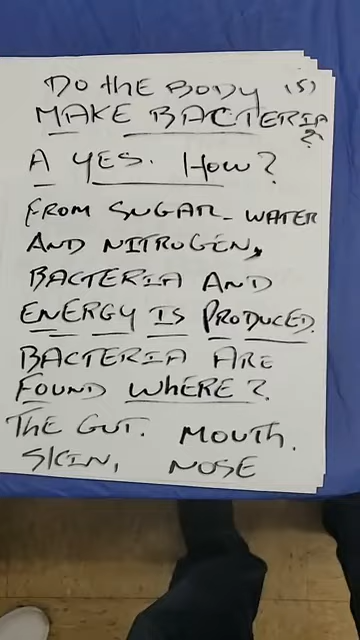 Do the BODY (5)
MAKE BACTERIA
?
A YES. How?
FROM SUGAR - WATER
AND NITROGEN,
BACTERIA AND
ENERGY IS PRODUCED.
BACTERIA ARE
FOUND WHERE?
THE GUT. MOUTH.
SKIN, NOSE